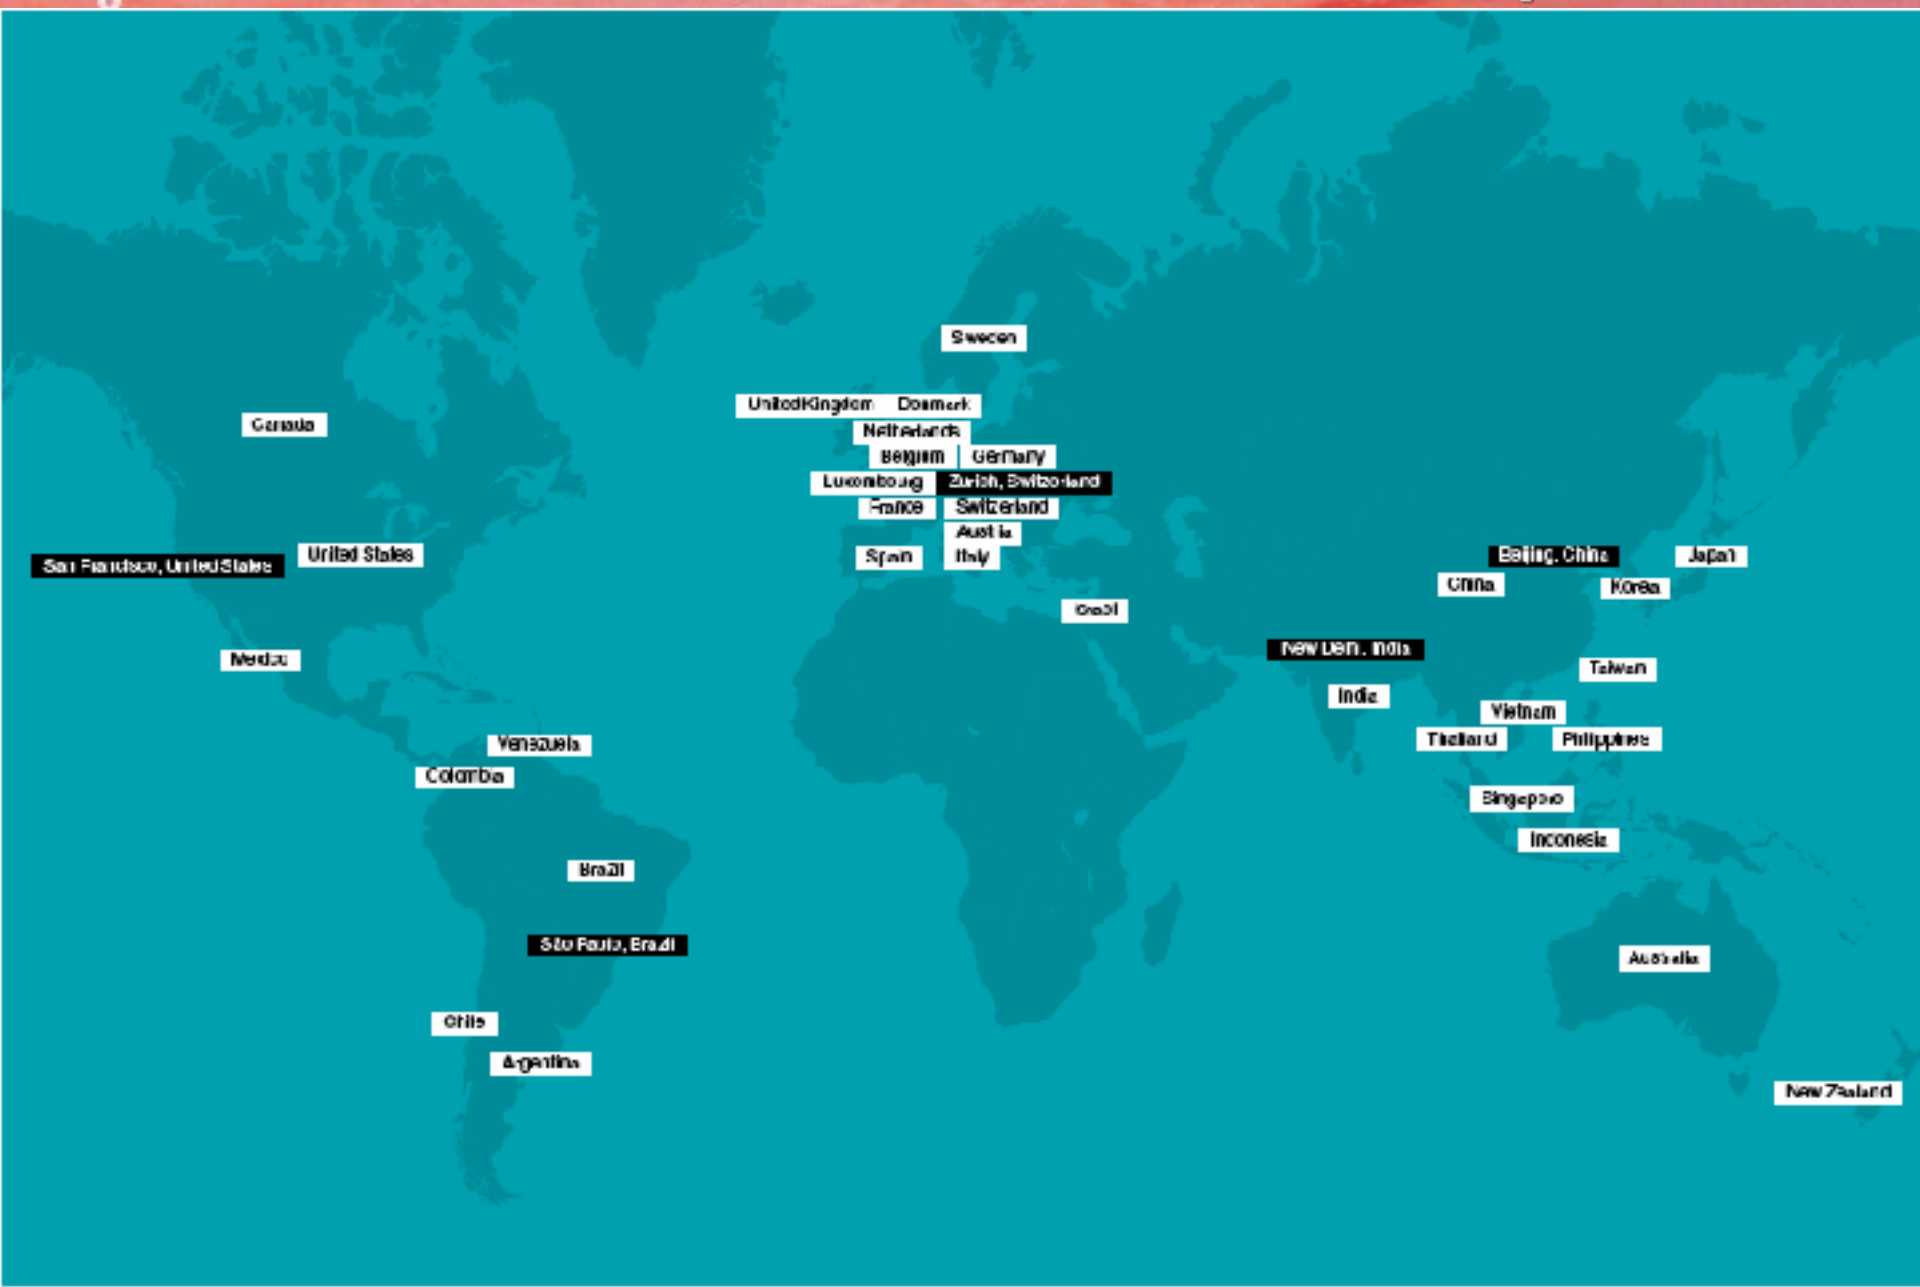 Sweden
United Kingdom Denmark
Canada
Netherlands
Belgium Germany
Luxembourg Zürich, Switzerland
France Switzerland
Austria
United States
Spain Italy
Beijing, China Japan
San Francisco, United States
China Korea
Israel
New Delhi, India
Mexico
Taiwan
India
Vietnam
Thailand Philippines
Venezuela
Colombia
Singapore
Indonesia
Brazil
São Paulo, Brazil
Australia
Chile
Argentina
New Zealand